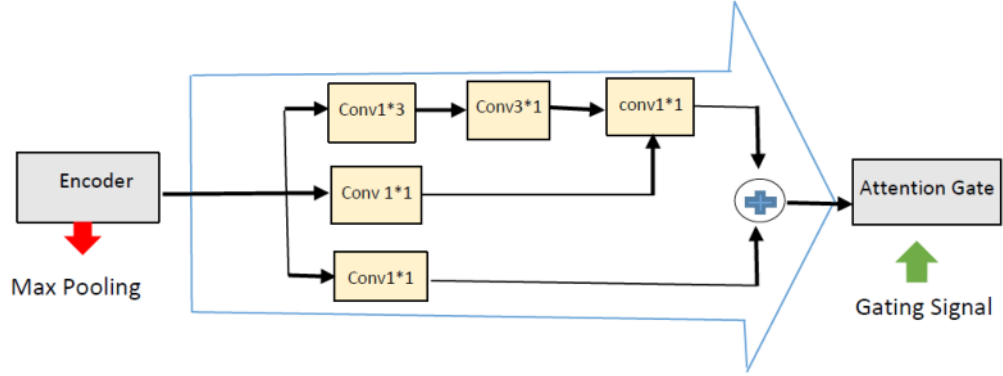 Conv1*3
Conv3*1
conv1*1
Encoder
Conv 1*1
Attention Gate
Max Pooling
Conv1*1
Gating Signal